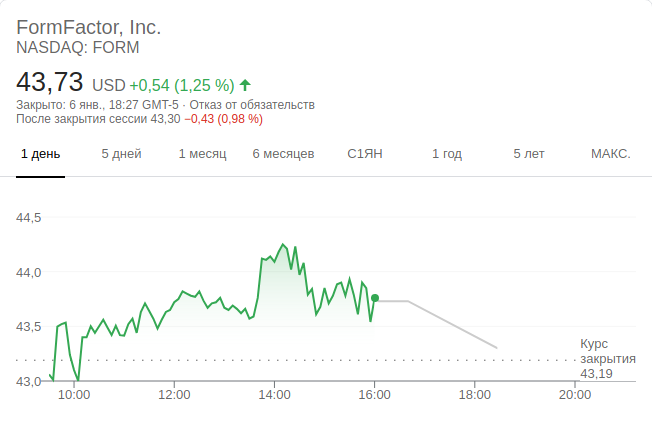 FormFactor, Inc.
NASDAQ: FORM
43,73 USD +0,54 (1,25 %)
Закрыто: 6 янв., 18:27 GMT-5 · Отказ от обязательств
После закрытия сессии 43,30 −0,43 (0,98 %)
1 день 5 дней 1 месяц 6 месяцев С1ЯН 1 год 5 лет МАКС.
44,5
44,0
43,5
Курс
закрытия
43,19
43,0
10:00 12:00 14:00 16:00 18:00 20:00